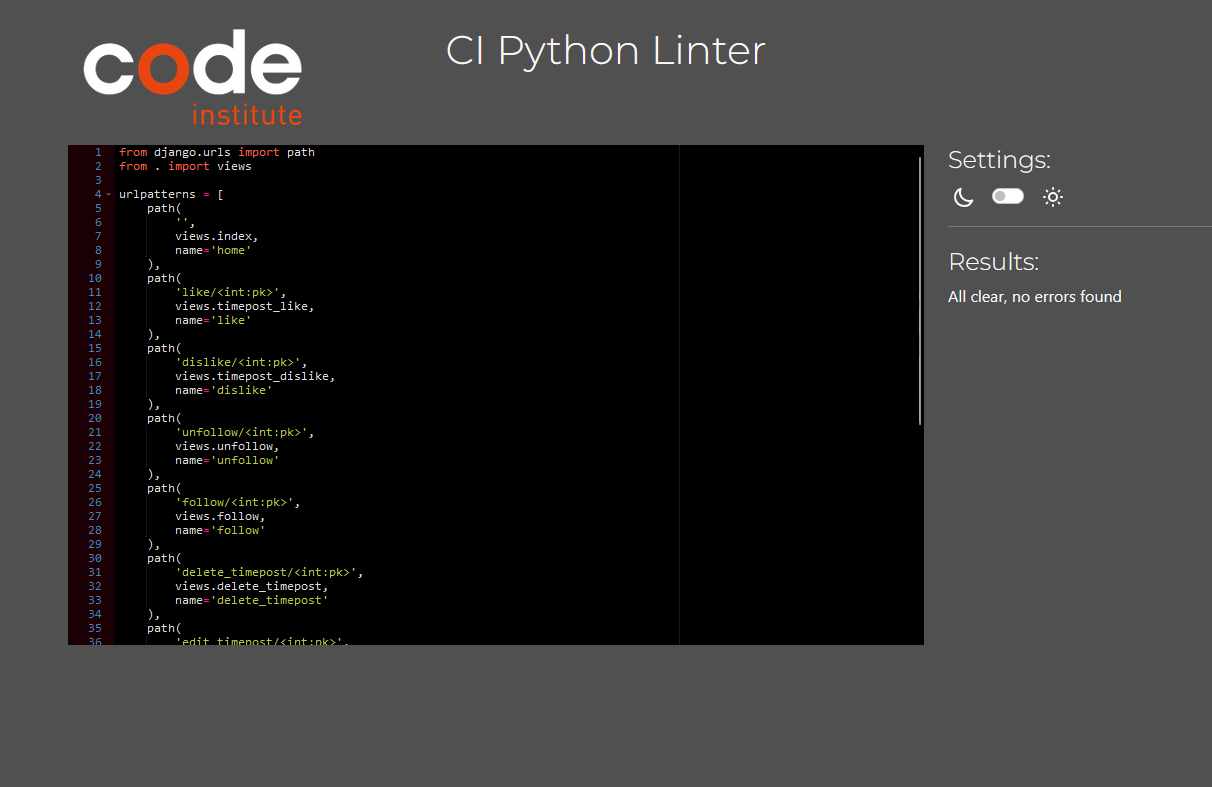 code
institute
CI Python Linter
1 from django.urls import path
2 from . import views
3
4 urlpatterns = [
5     path(
6         '',
7         views.index,
8         name='home'
9     ),
10     path(
11         'like/<int:pk>',
12         views.timepost_like,
13         name='like'
14     ),
15     path(
16         'dislike/<int:pk>',
17         views.timepost_dislike,
18         name='dislike'
19     ),
20     path(
21         'unfollow/<int:pk>',
22         views.unfollow,
23         name='unfollow'
24     ),
25     path(
26         'follow/<int:pk>',
27         views.follow,
28         name='follow'
29     ),
30     path(
31         'delete_timepost/<int:pk>',
32         views.delete_timepost,
33         name='delete_timepost'
34     ),
35     path(
36         'edit_timepost/<int:pk>',
Settings:
Results:
All clear, no errors found